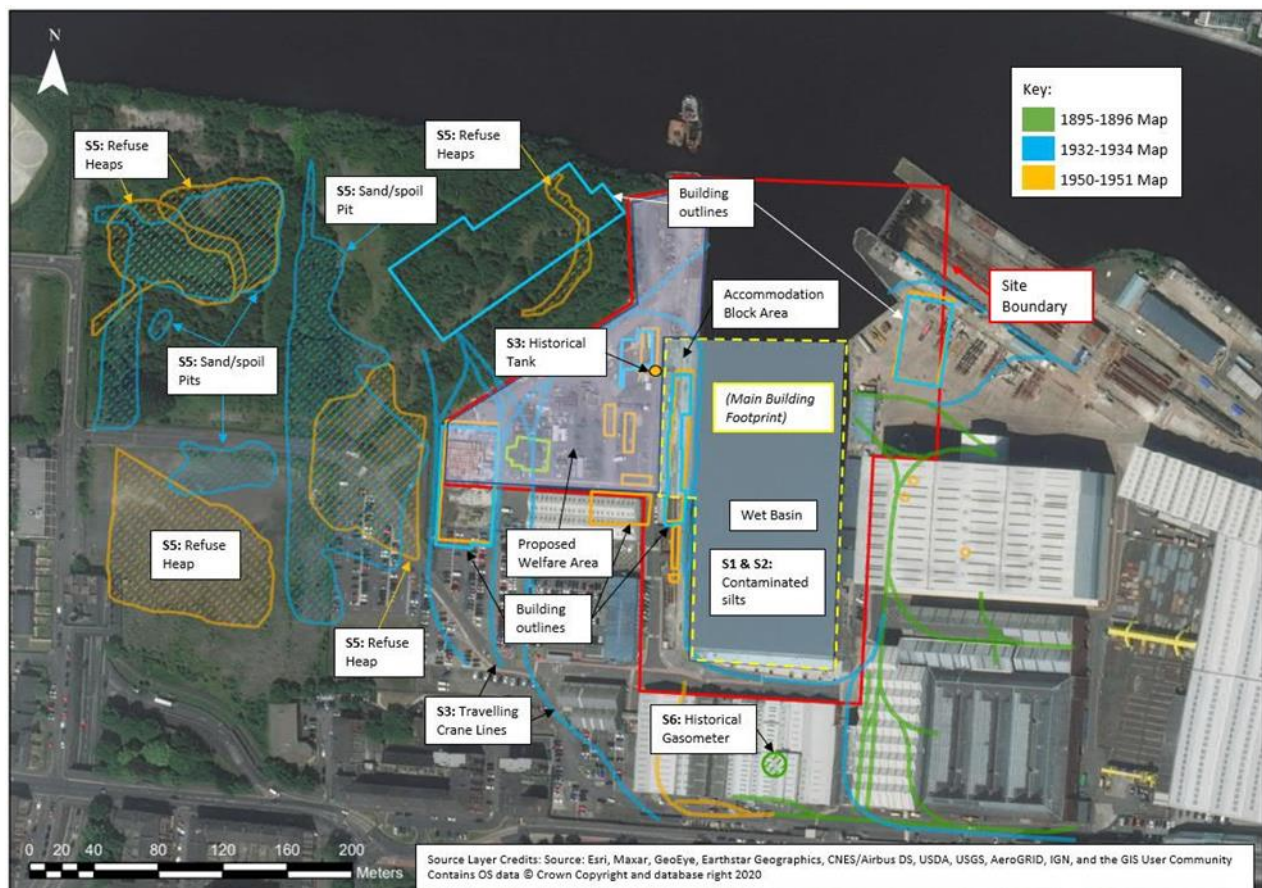 N
Key:
1895-1896 Map
1932-1934 Map
1950-1951 Map
S5: Refuse
Heaps
S5: Refuse
Heaps
S5: Sand/spoil
Pit
Building
outlines
Site
Boundary
Accommodation
Block Area
S3: Historical
Tank
S5: Sand/spoil
Pits
(Main Building
Footprint)
Wet Basin
S5: Refuse
Heap
Proposed
Welfare Area
S1 & S2:
Contaminated
silts
Building
outlines
S5: Refuse
Heap
S3: Travelling
Crane Lines
S6: Historical
Gasometer
0 20 40 80 120 160 200
Meters
Source Layer Credits: Source: Esri, Maxar, GeoEye, Earthstar Geographics, CNES/Airbus DS, USDA, USGS, AeroGRID, IGN, and the GIS User Community
Contains OS data © Crown Copyright and database right 2020